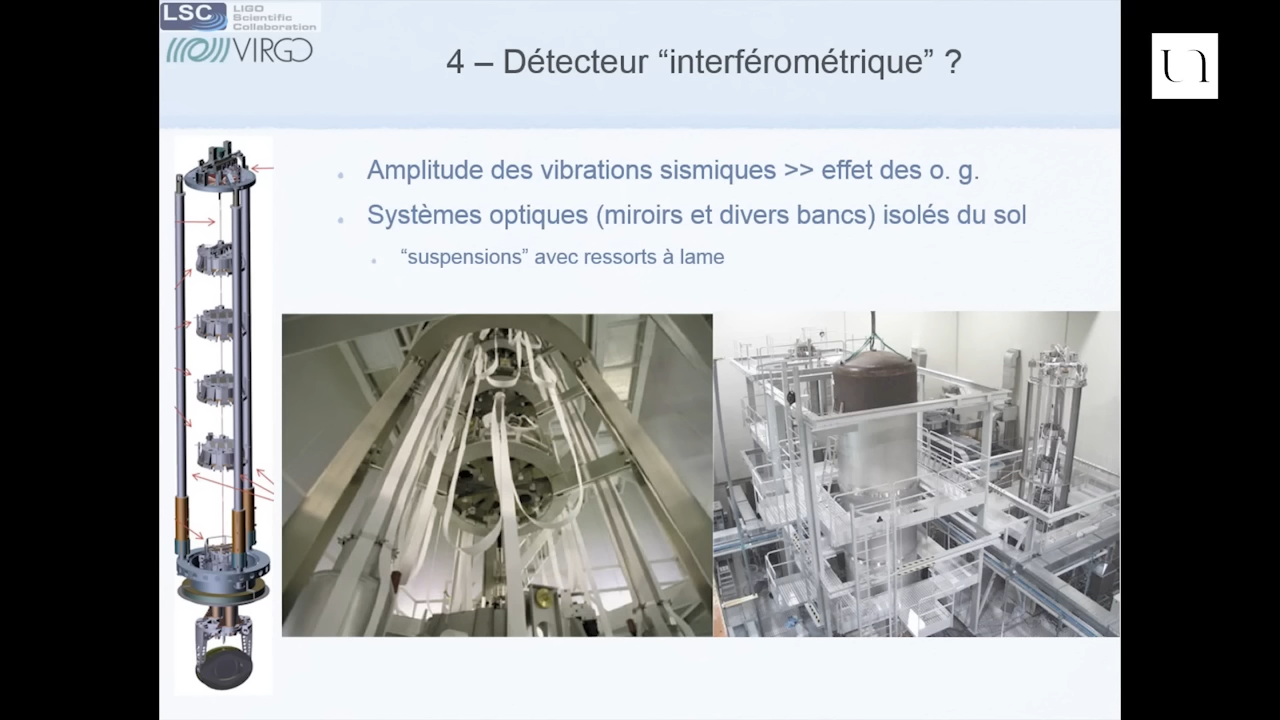 LSC
LIGO
Scientific
Collaboration
VIRGO
4 – Détecteur “interférométrique” ?
Amplitude des vibrations sismiques >> effet des o. g.
Systèmes optiques (miroirs et divers bancs) isolés du sol
“suspensions” avec ressorts à lame